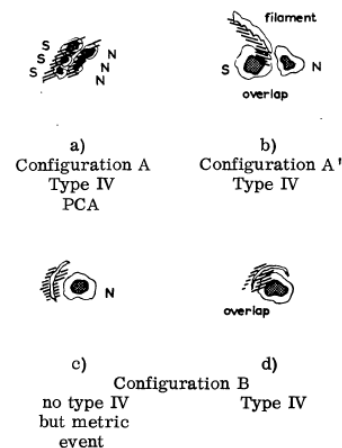 filament
S N
S N
S N
S N
overlap
a)
Configuration A
Type IV
PCA
b)
Configuration A'
Type IV
N
overlap
c)
d)
Configuration B
no type IV
but metric
event
Type IV